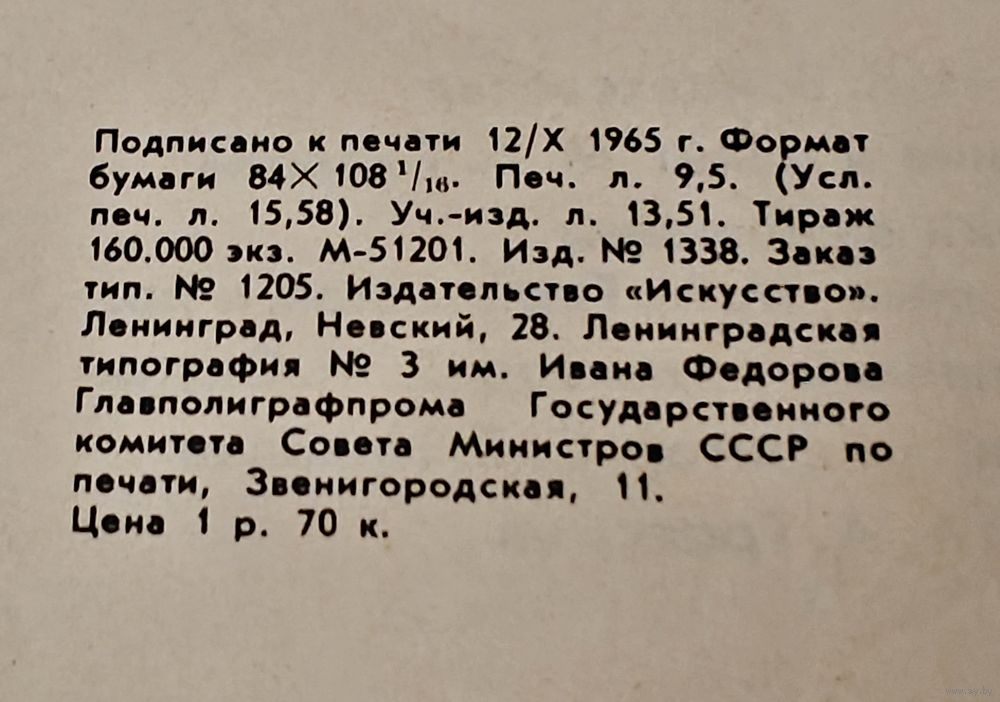 Подписано к печати 12/X 1965 г. Формат
бумаги 84×108 1/16. Печ. л. 9,5. (Усл.
печ. л. 15,58). Уч.-изд. л. 13,51. Тираж
160.000 экз. М-51201. Изд. № 1338. Заказ
тип. № 1205. Издательство «Искусство».
Ленинград, Невский, 28. Ленинградская
типография № 3 им. Ивана Федорова
Главполиграфпрома Государственного
комитета Совета Министров СССР по
печати, Звенигородская, 11.
Цена 1 р. 70 к.
www.ay.by